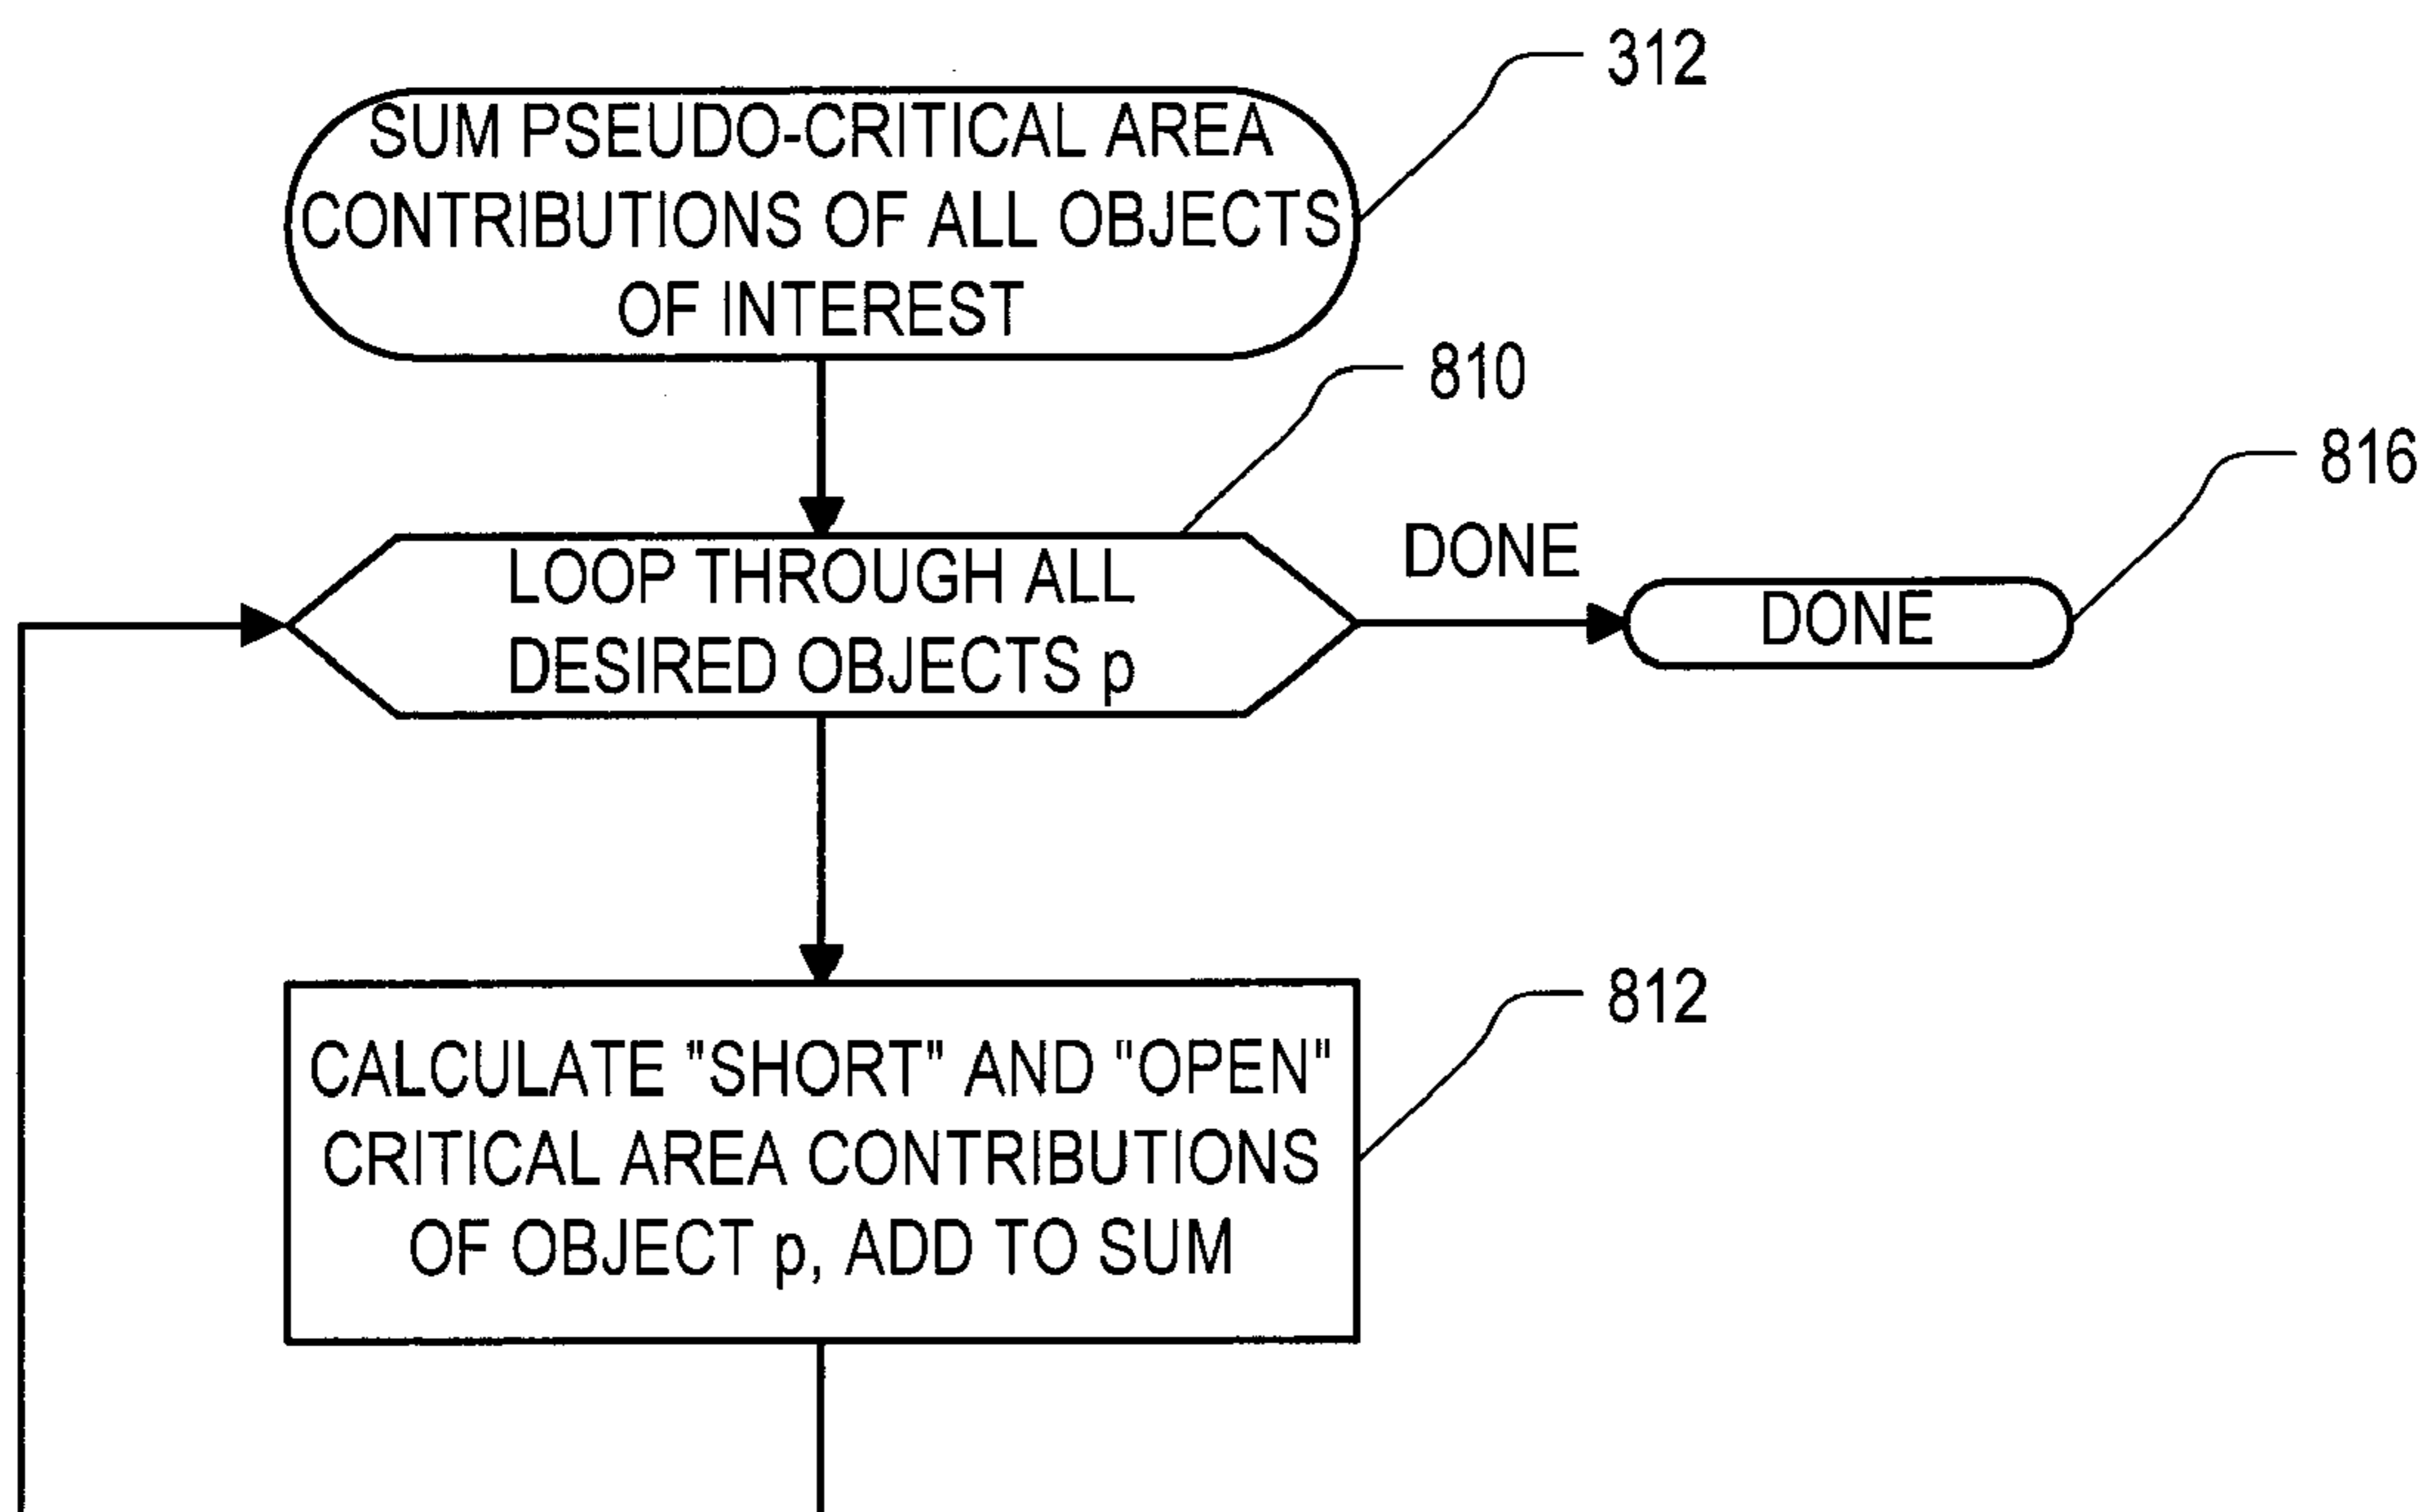 312
SUM PSEUDO-CRITICAL AREA
CONTRIBUTIONS OF ALL OBJECTS
OF INTEREST
810
816
LOOP THROUGH ALL
DESIRED OBJECTS p
DONE
DONE
812
CALCULATE "SHORT" AND "OPEN"
CRITICAL AREA CONTRIBUTIONS
OF OBJECT p, ADD TO SUM